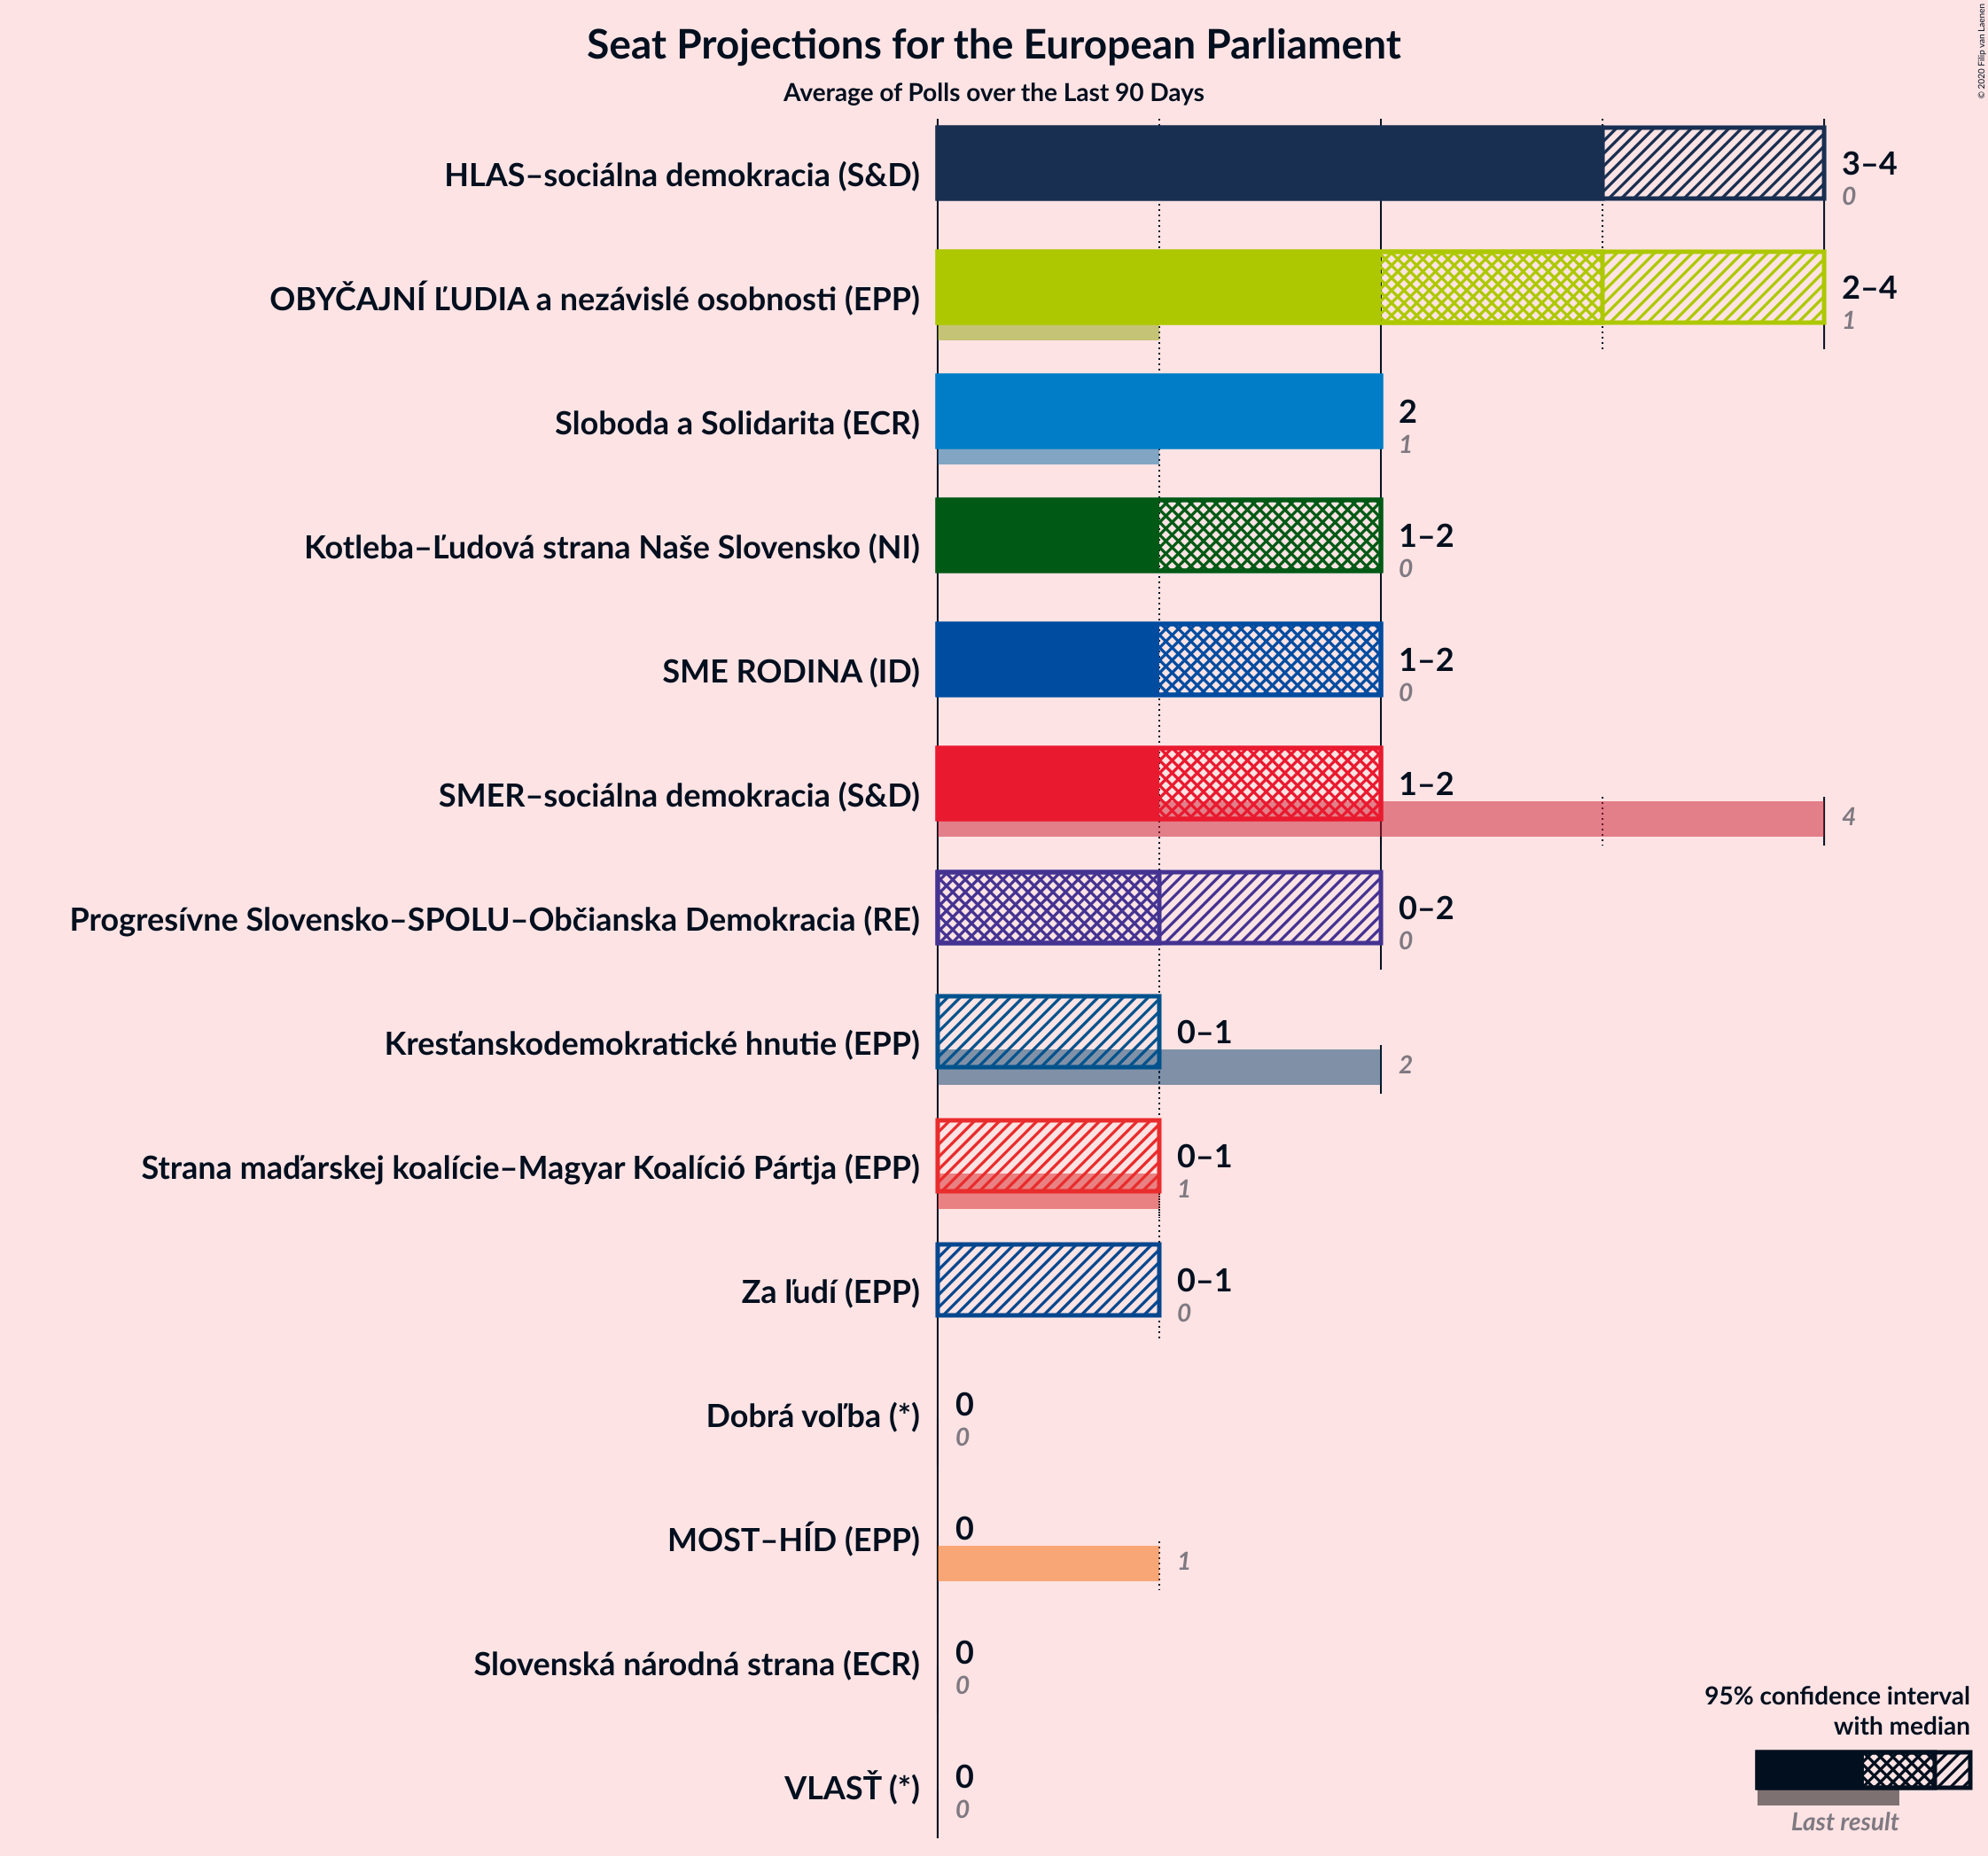 Seat Projections for the European Parliament
Average of Polls over the Last 90 Days
© 2020 Filip van Laenen
HLAS–sociálna demokracia (S&D)
3–4
0
OBYČAJNÍ ĽUDIA a nezávislé osobnosti (EPP)
2–4
1
Sloboda a Solidarita (ECR)
2
1
Kotleba–Ľudová strana Naše Slovensko (NI)
1–2
0
SME RODINA (ID)
1–2
0
SMER–sociálna demokracia (S&D)
1–2
4
Progresívne Slovensko–SPOLU–Občianska Demokracia (RE)
0–2
0
Kresťanskodemokratické hnutie (EPP)
0–1
2
Strana maďarskej koalície–Magyar Koalíció Pártja (EPP)
0–1
1
Za ľudí (EPP)
0–1
0
Dobrá voľba (*)
0
0
MOST–HÍD (EPP)
0
1
Slovenská národná strana (ECR)
0
0
VLASŤ (*)
0
0
95% confidence interval
with median
Last result